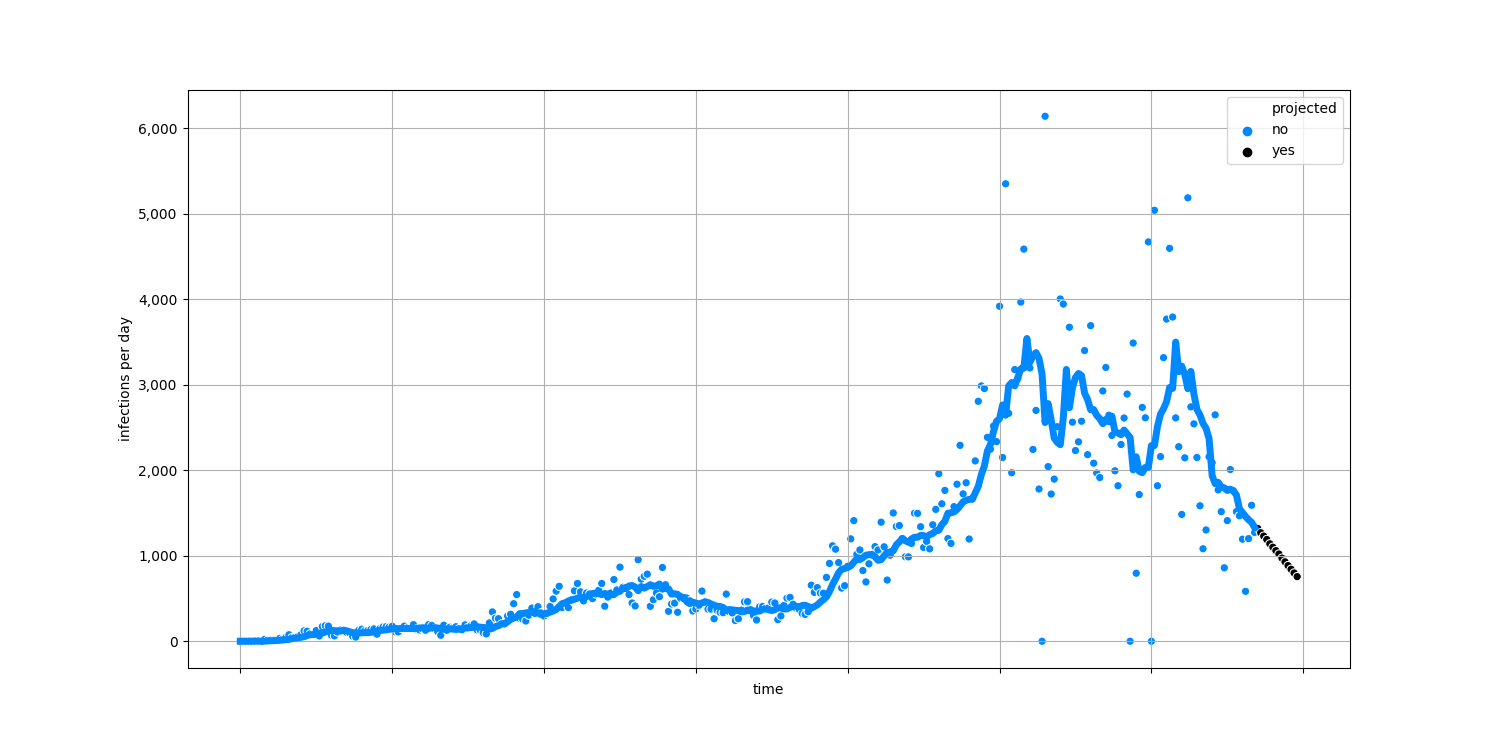 projected
no
yes
6,000
5,000
4,000
3,000
2,000
1,000
0
infections per day
time